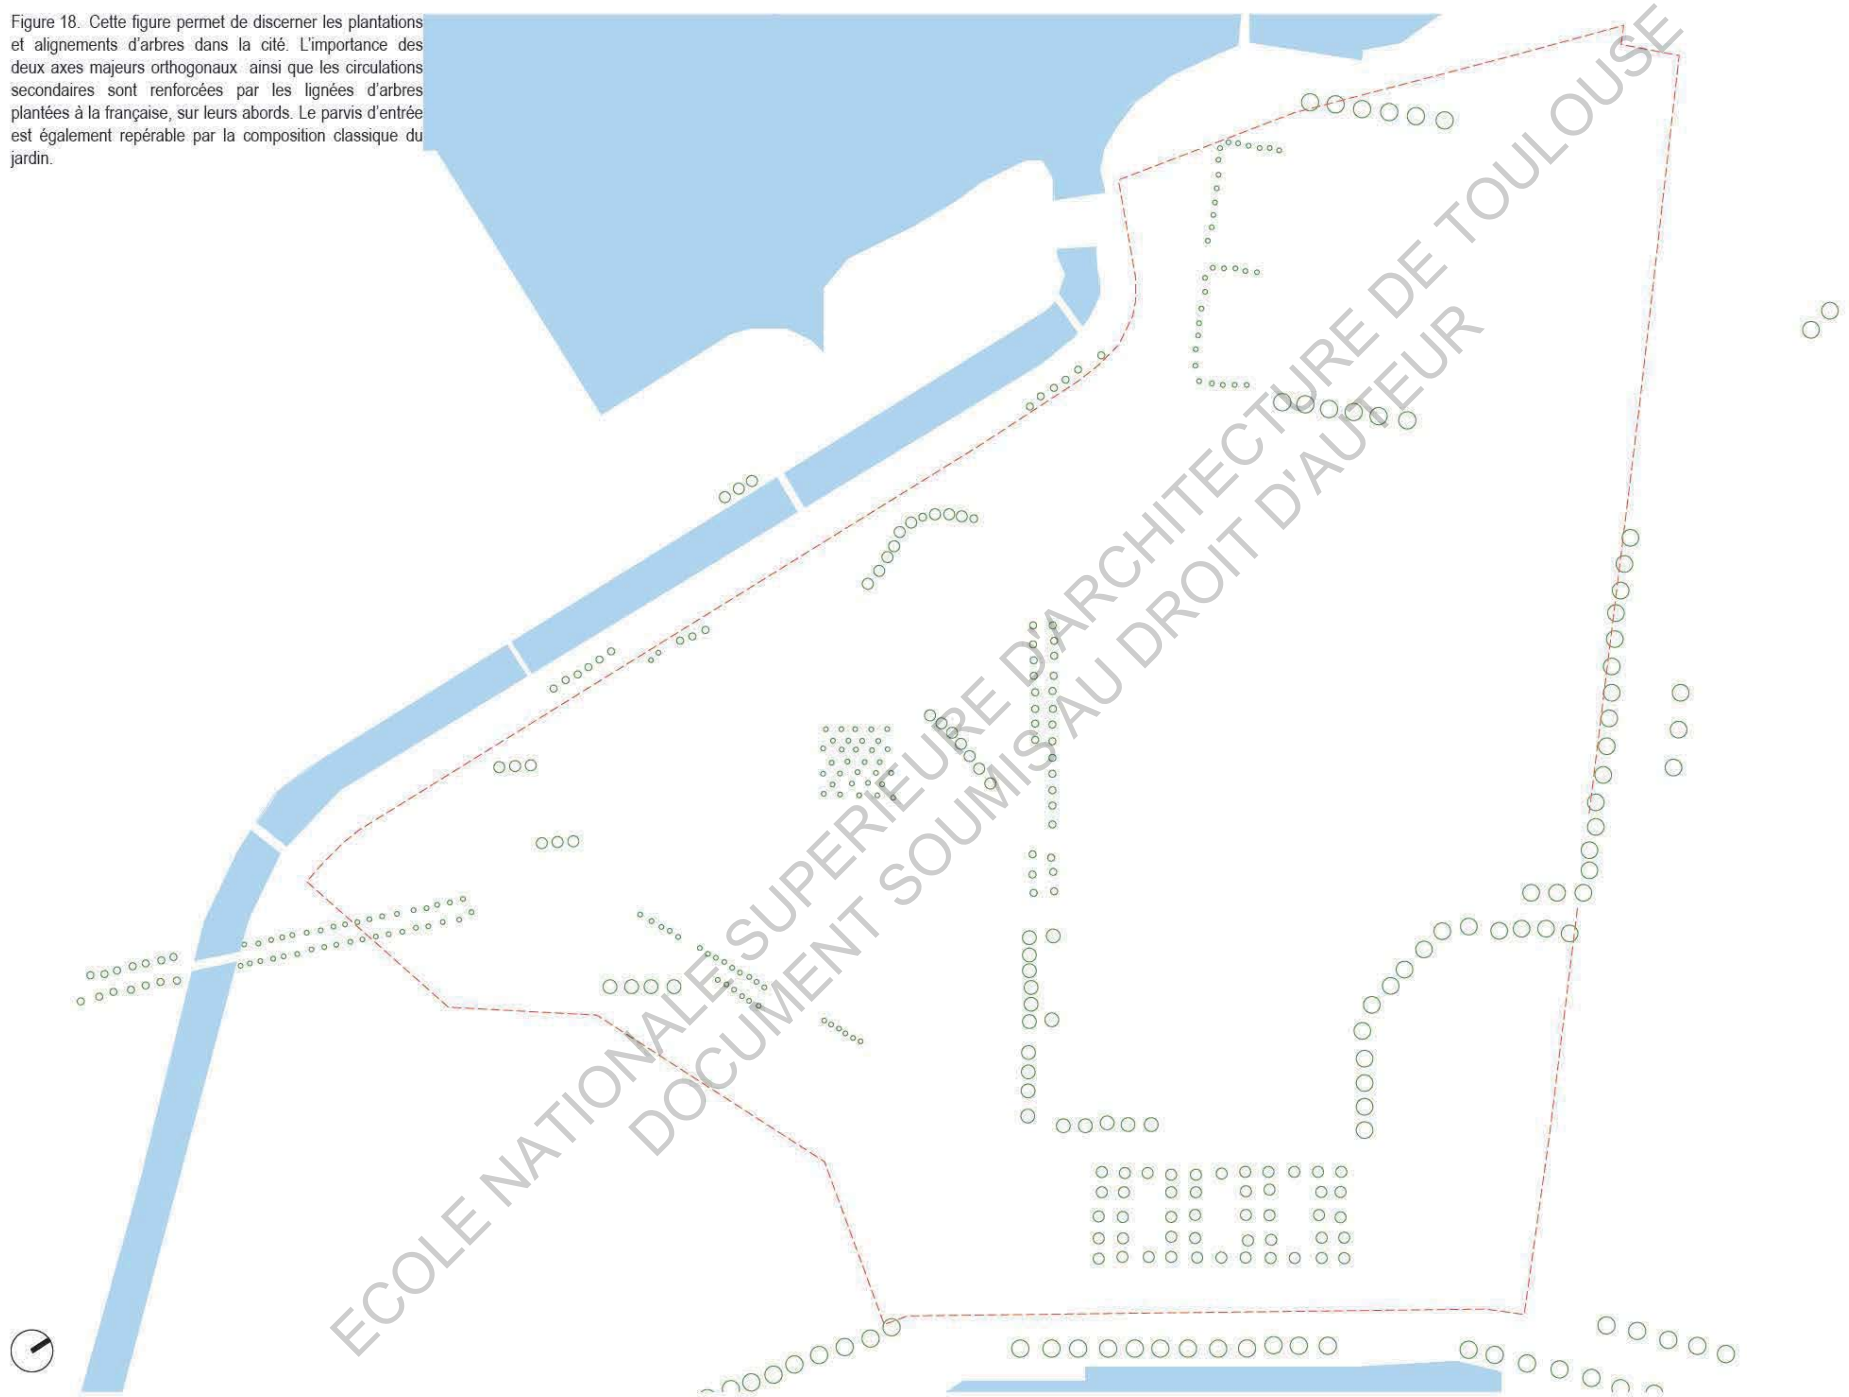 Figure 18. Cette figure permet de discerner les plantations
et alignements d’arbres dans la cité. L’importance des
deux axes majeurs orthogonaux ainsi que les circulations
secondaires sont renforcées par les lignées d’arbres
plantées à la française, sur leurs abords. Le parvis d’entrée
est également repérable par la composition classique du
jardin.
ECOLE NATIONALE SUPERIEURE D'ARCHITECTURE DE TOULOUSE
DOCUMENT SOUMIS AU DROIT D'AUTEUR